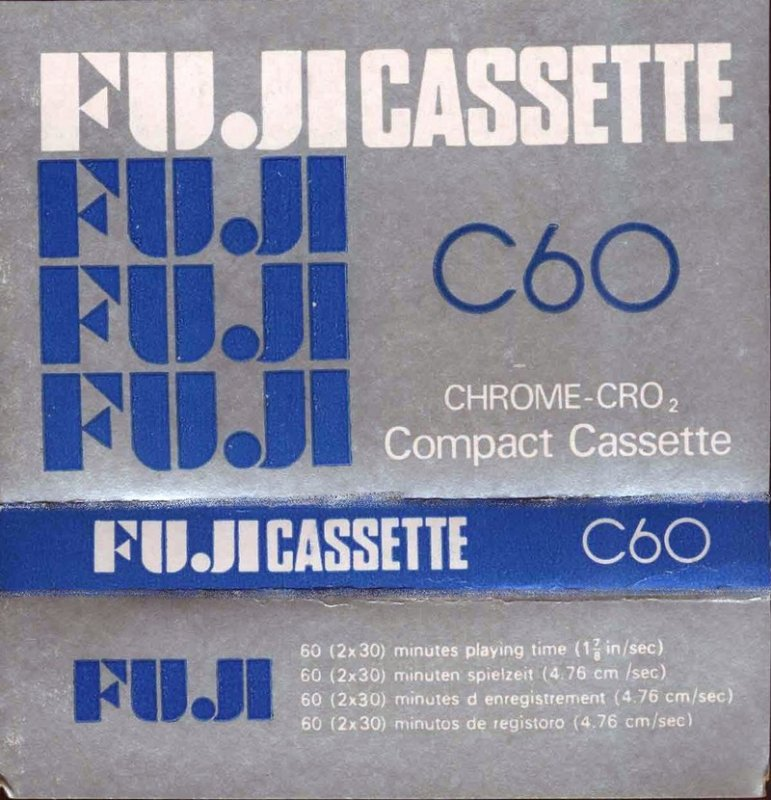 FUJI CASSETTE
FUJI
FUJI
FUJI
C60
CHROME-CRO₂
Compact Cassette
FUJI CASSETTE C60
FUJI
60 (2x30) minutes playing time (1⅞ in/sec)
60 (2x30) minuten spielzeit (4.76 cm /sec)
60 (2x30) minutes d enregistrement (4.76 cm/sec)
60 (2x30) minutos de registoro (4.76 cm/sec)